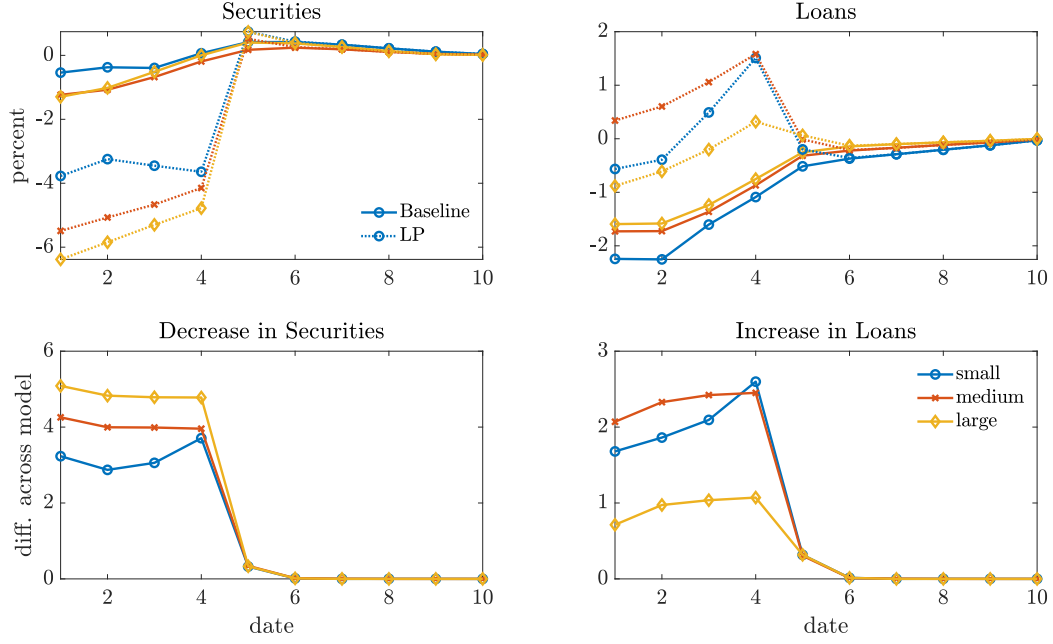 Securities
0
-2
-4
-6
percent
Baseline
LP
2 4 6 8 10
Loans
2
1
0
-1
-2
2 4 6 8 10
Decrease in Securities
6
4
2
0
diff. across model
2 4 6 8 10
date
Increase in Loans
3
2
1
0
small
medium
large
2 4 6 8 10
date